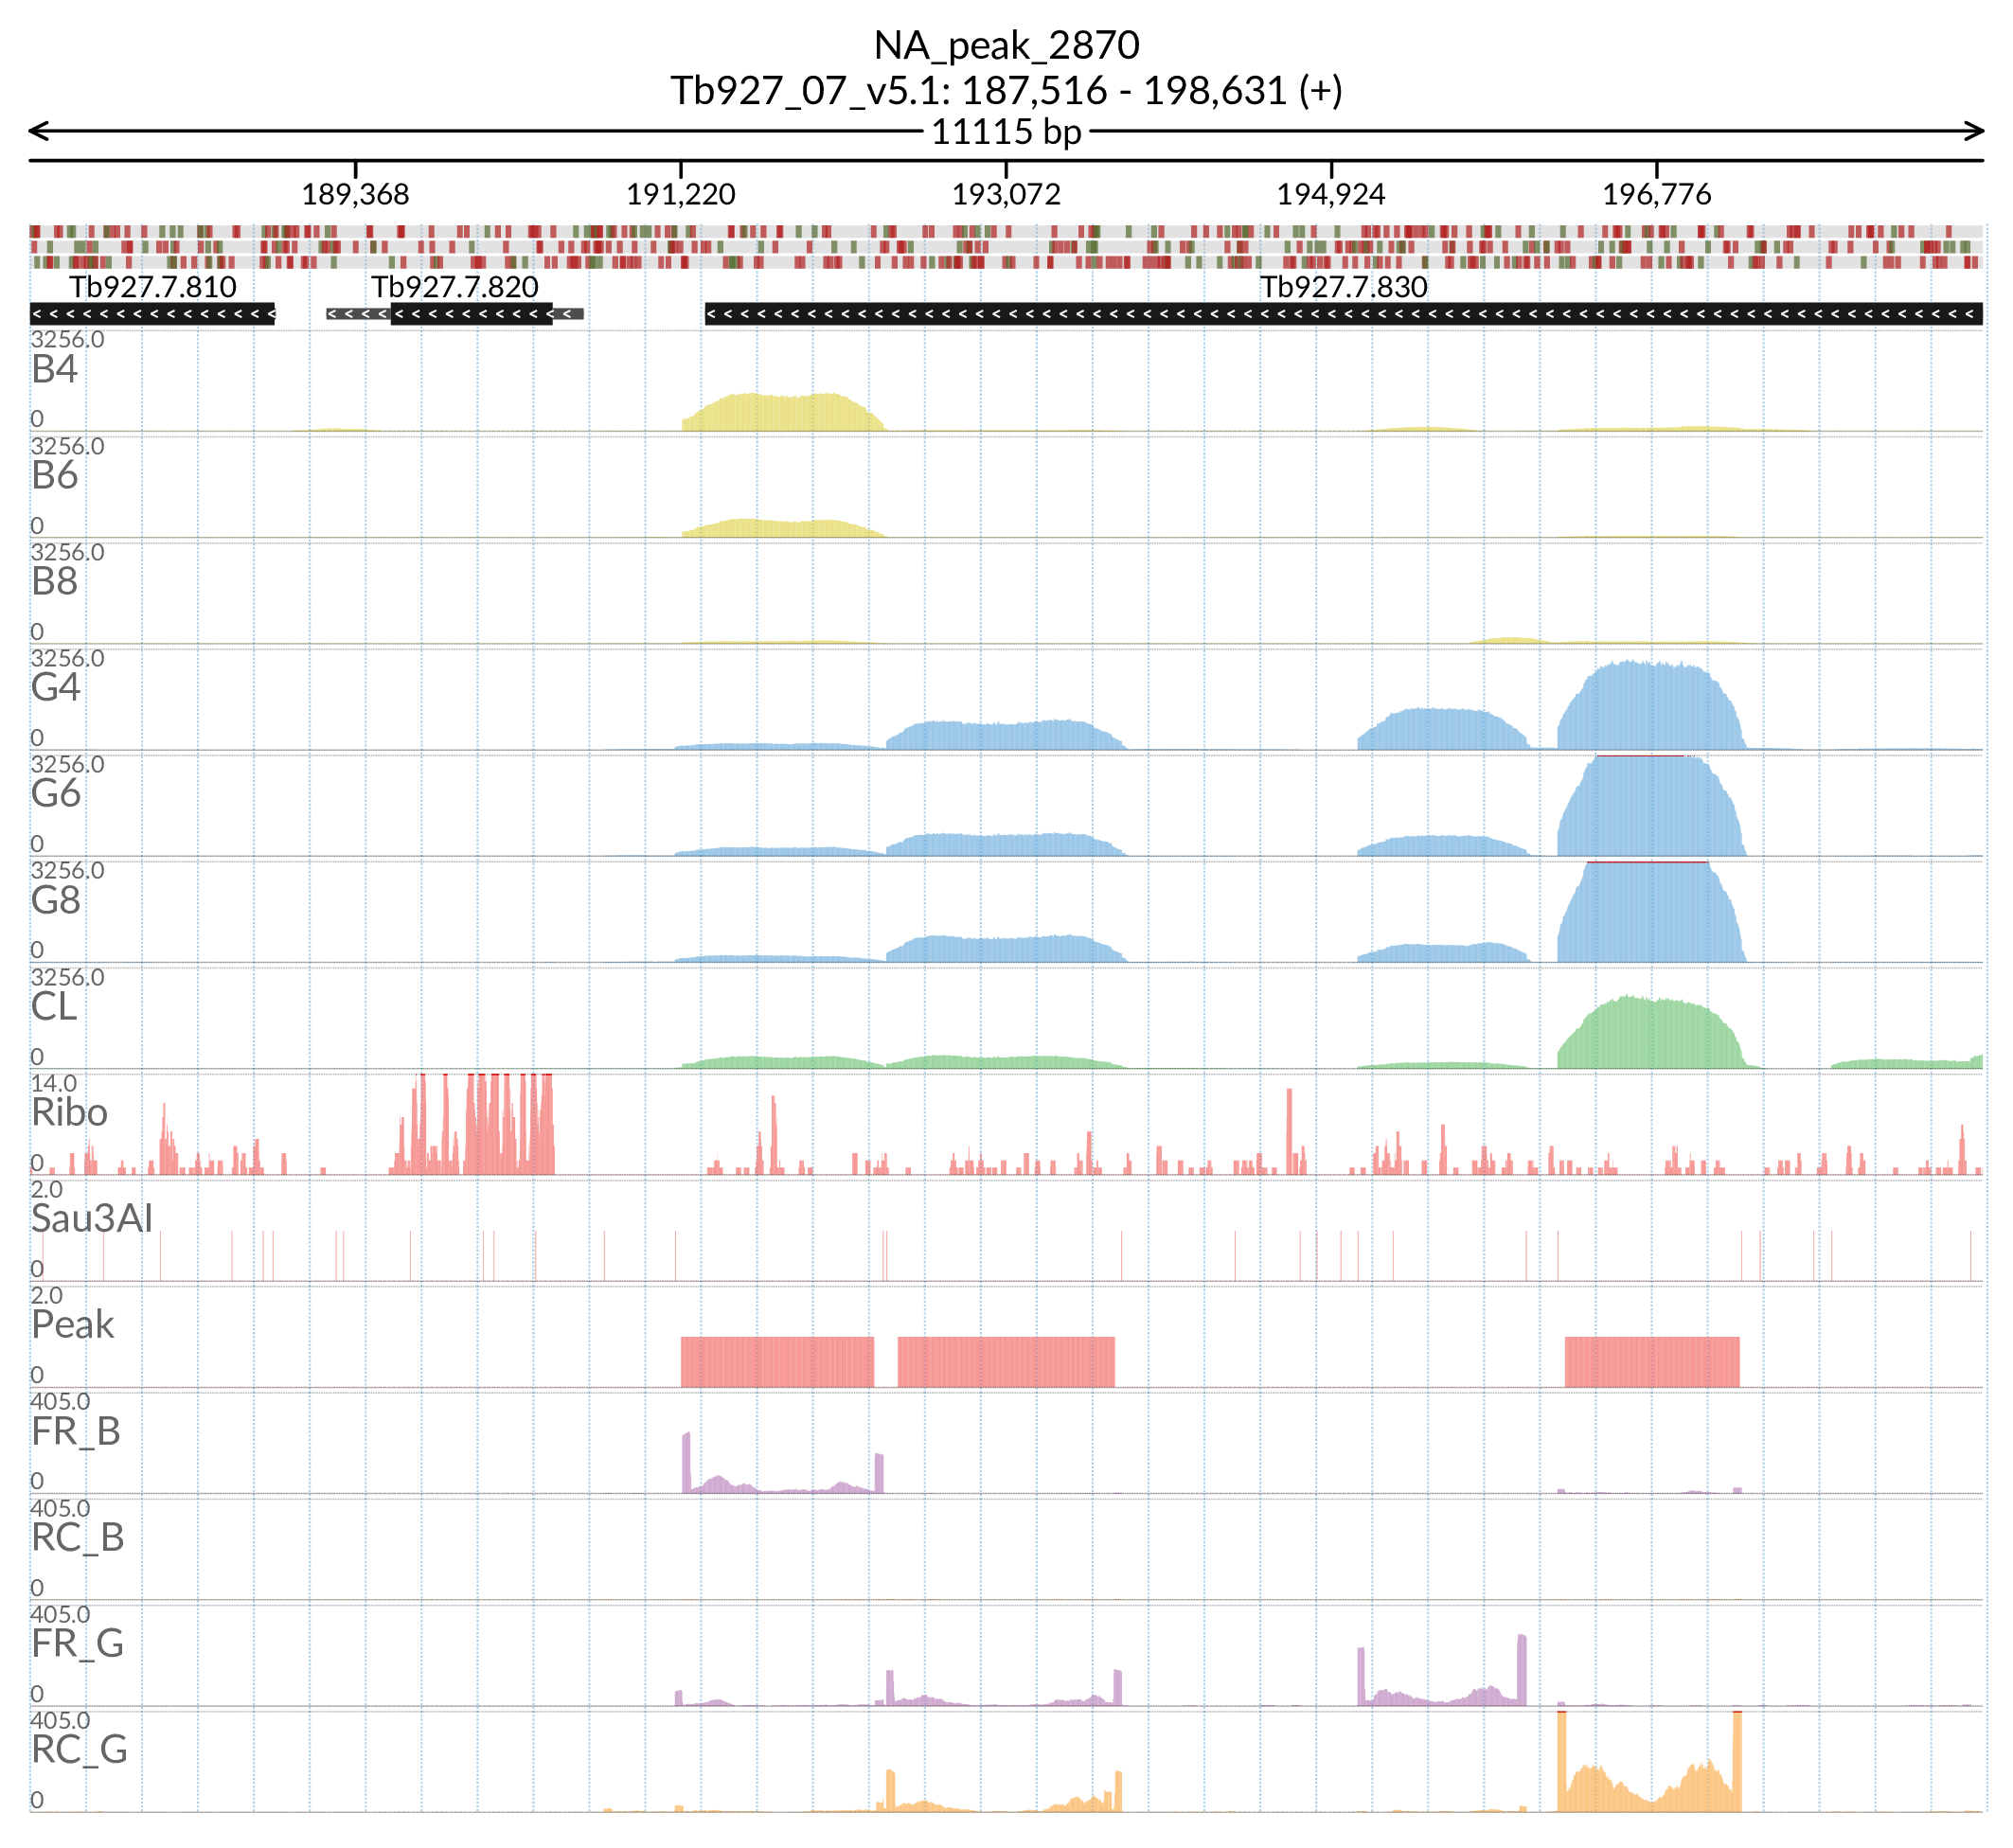 NA_peak_2870
Tb927_07_v5.1: 187,516 - 198,631 (+)
11115 bp
189,368 191,220 193,072 194,924 196,776
Tb927.7.810 Tb927.7.820 Tb927.7.830
3256.0
B4
0
3256.0
B6
0
3256.0
B8
0
3256.0
G4
0
3256.0
G6
0
3256.0
G8
0
3256.0
CL
0
14.0
Ribo
0
2.0
Sau3AI
0
2.0
Peak
0
405.0
FR_B
0
405.0
RC_B
0
405.0
FR_G
0
405.0
RC_G
0